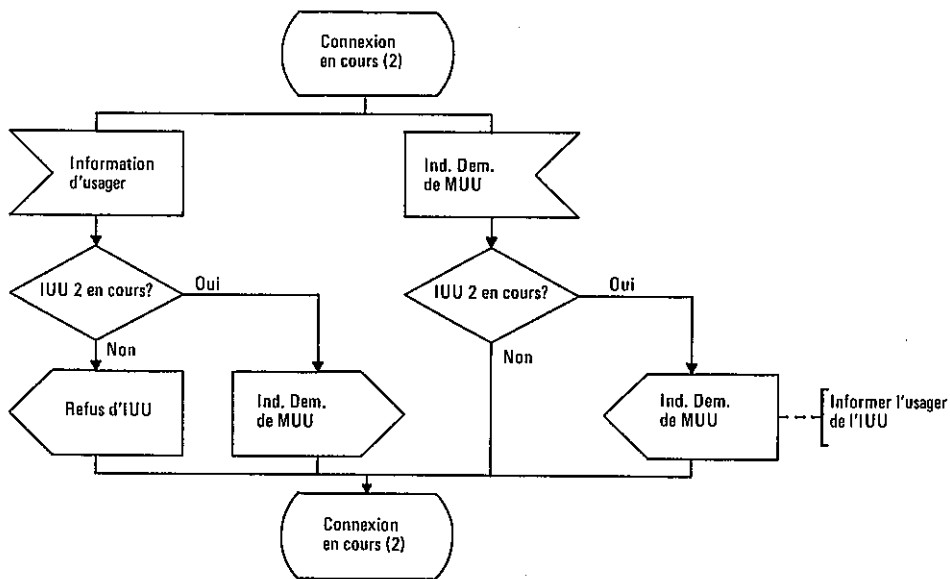 Connexion
en cours (2)
Information
d'usager
Ind. Dem.
de MUU
IUU 2 en cours?
Oui
Non
IUU 2 en cours?
Oui
Non
Refus d'IUU
Ind. Dem.
de MUU
Ind. Dem.
de MUU
Informer l'usager
de l'IUU
Connexion
en cours (2)